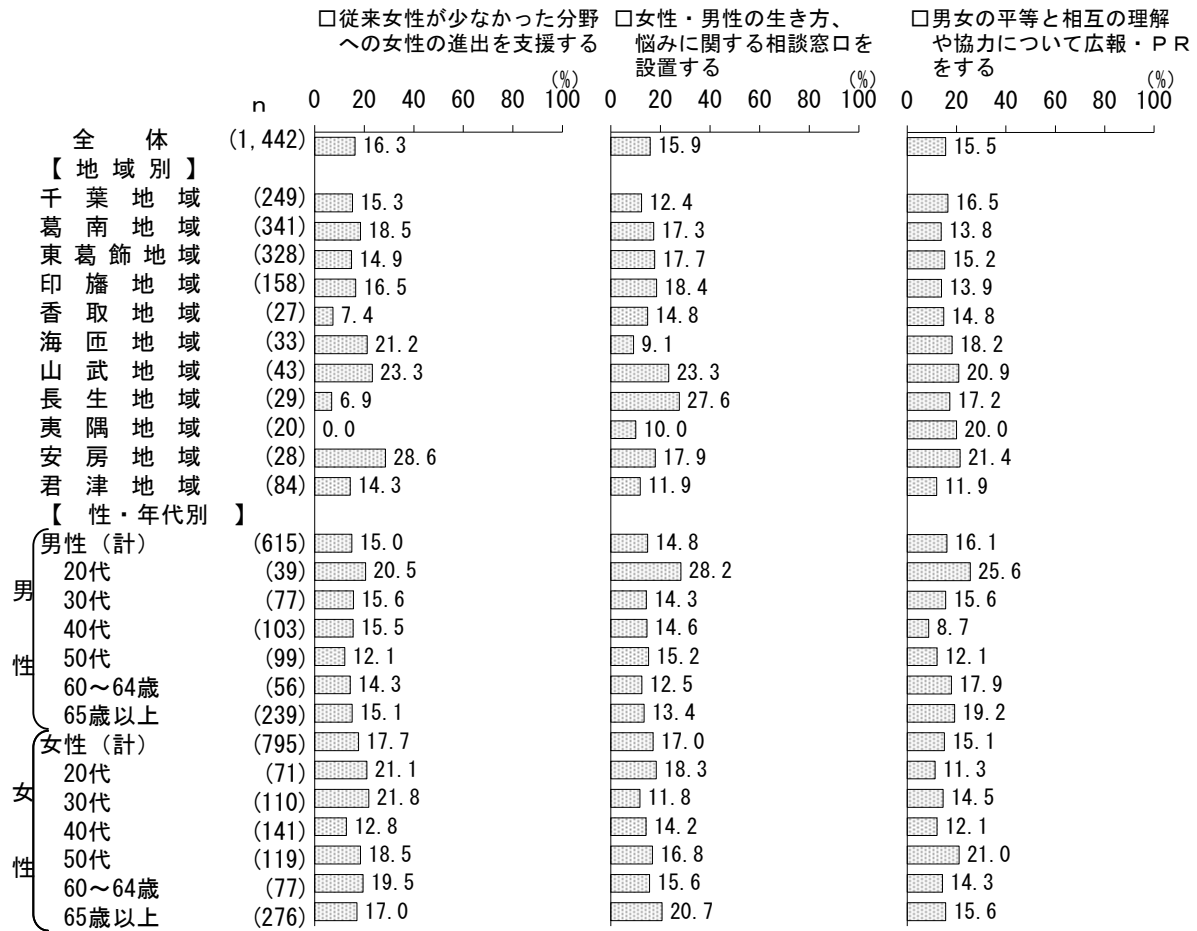 □従来女性が少なかった分野
への女性の進出を支援する
□女性・男性の生き方、
悩みに関する相談窓口を
設置する
□男女の平等と相互の理解
や協力について広報・ＰＲ
をする
(%) (%) (%)
n 0 20 40 60 80 100 0 20 40 60 80 100 0 20 40 60 80 100
全体 (1,442) 16.3 15.9 15.5
【地域別】
千葉地域 (249) 15.3 12.4 16.5
葛南地域 (341) 18.5 17.3 13.8
東葛飾地域 (328) 14.9 17.7 15.2
印旛地域 (158) 16.5 18.4 13.9
香取地域 (27) 7.4 14.8 14.8
海匝地域 (33) 21.2 9.1 18.2
山武地域 (43) 23.3 23.3 20.9
長生地域 (29) 6.9 27.6 17.2
夷隅地域 (20) 0.0 10.0 20.0
安房地域 (28) 28.6 17.9 21.4
君津地域 (84) 14.3 11.9 11.9
【性・年代別】
男性
男性（計） (615) 15.0 14.8 16.1
20代 (39) 20.5 28.2 25.6
30代 (77) 15.6 14.3 15.6
40代 (103) 15.5 14.6 8.7
50代 (99) 12.1 15.2 12.1
60～64歳 (56) 14.3 12.5 17.9
65歳以上 (239) 15.1 13.4 19.2
女性
女性（計） (795) 17.7 17.0 15.1
20代 (71) 21.1 18.3 11.3
30代 (110) 21.8 11.8 14.5
40代 (141) 12.8 14.2 12.1
50代 (119) 18.5 16.8 21.0
60～64歳 (77) 19.5 15.6 14.3
65歳以上 (276) 17.0 20.7 15.6